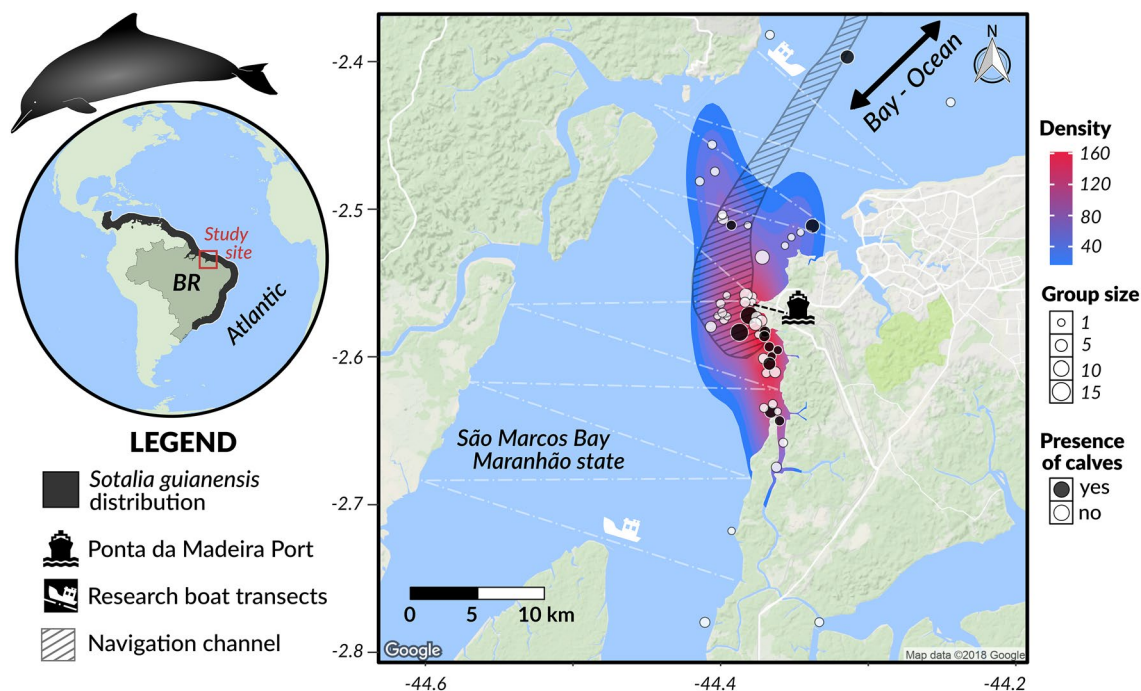 Study
site
BR
Atlantic
LEGEND
Sotalia guianensis
distribution
Ponta da Madeira Port
Research boat transects
Navigation channel
-2.4
-2.5
-2.6
-2.7
-2.8
-44.6
-44.4
-44.2
Bay - Ocean
N
São Marcos Bay
Maranhão state
0 5 10 km
Google
Map data ©2018 Google
Density
160
120
80
40
Group size
1
5
10
15
Presence
of calves
yes
no